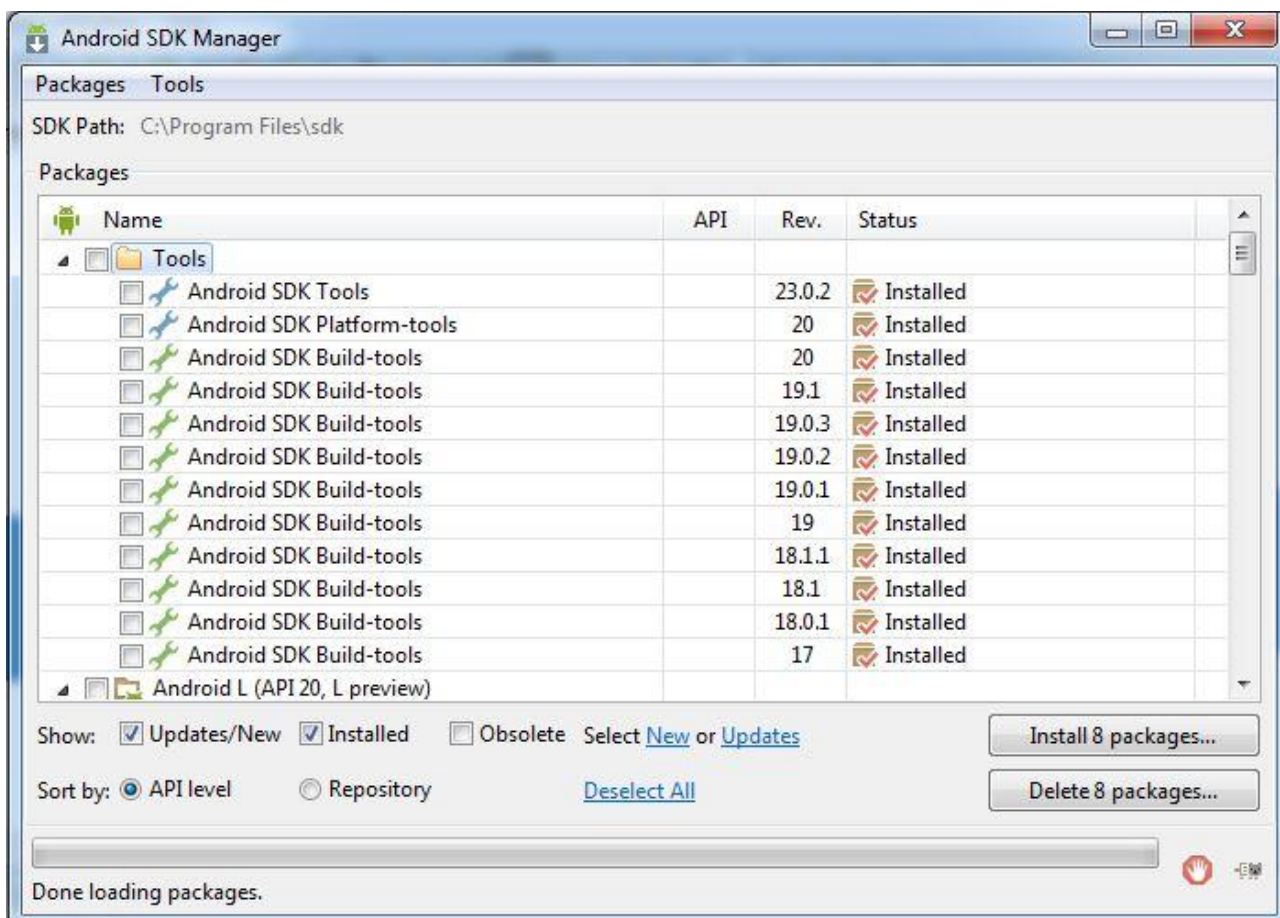 Android SDK Manager
Packages Tools
SDK Path: C:\Program Files\sdk
Packages
Name API Rev. Status
Tools
Android SDK Tools 23.0.2 Installed
Android SDK Platform-tools 20 Installed
Android SDK Build-tools 20 Installed
Android SDK Build-tools 19.1 Installed
Android SDK Build-tools 19.0.3 Installed
Android SDK Build-tools 19.0.2 Installed
Android SDK Build-tools 19.0.1 Installed
Android SDK Build-tools 19 Installed
Android SDK Build-tools 18.1.1 Installed
Android SDK Build-tools 18.1 Installed
Android SDK Build-tools 18.0.1 Installed
Android SDK Build-tools 17 Installed
Android L (API 20, L preview)
Show: Updates/New Installed Obsolete Select New or Updates Install 8 packages...
Sort by: API level Repository Deselect All Delete 8 packages...
Done loading packages.